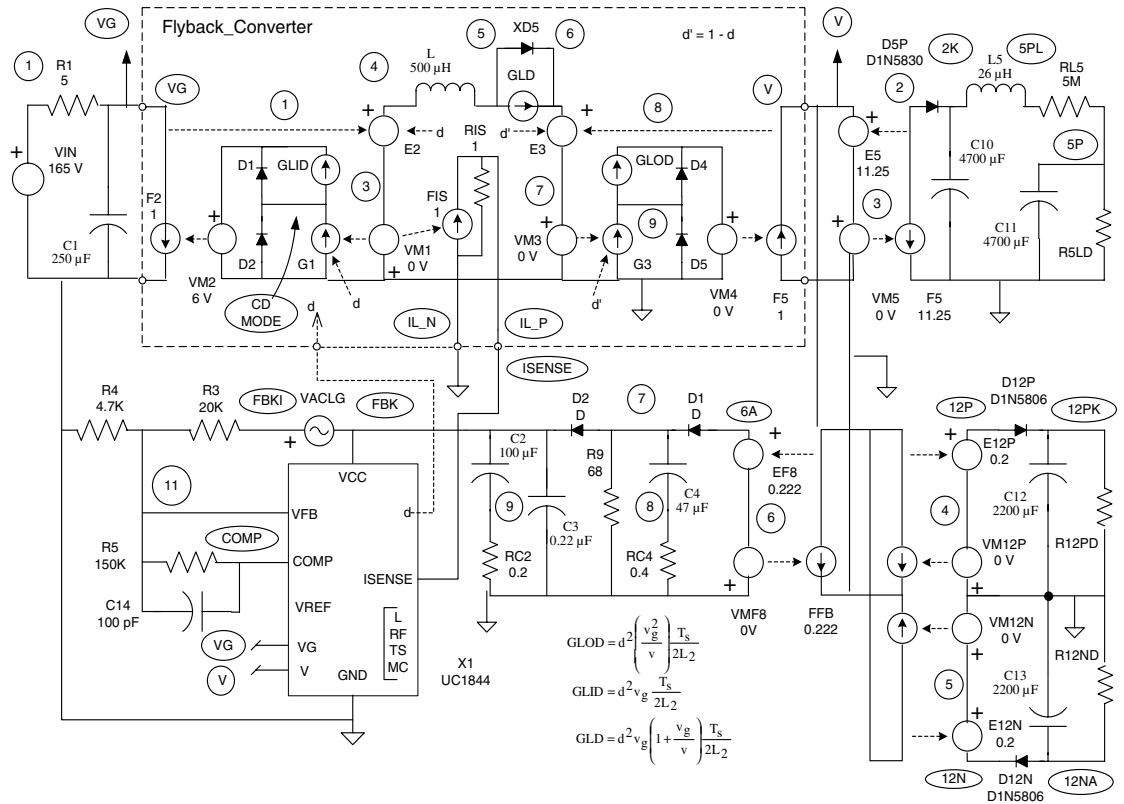 VG
Flyback_Converter
5
XD5
6
d' = 1 - d
V
D5P
D1N5830
2K
L5
26 µH
5PL
RL5
5M
1
R1
5
4
L
500 µH
GLD
VG
1
8
V
2
+
VIN
165 V
+
E2
d
RIS
1
d'
+
E3
+
E5
11.25
C10
4700 µF
5P
D1
GLID
3
FIS
1
7
GLOD
D4
3
C1
250 µF
F2
1
+
D2
G1
VM1
0 V
+
VM3
0 V
+
9
G3
D5
+
C11
4700 µF
R5LD
VM2
6 V
CD
MODE
d
d
+
d'
VM4
0 V
F5
1
+
VM5
0 V
F5
11.25
IL_N
IL_P
ISENSE
R4
4.7K
R3
20K
FBKI
VACLG
+
FBK
D2
D
7
D1
D
6A
12P
D12P
D1N5806
12PK
VCC
C2
100 µF
R9
68
+
EF8
0.222
+
E12P
0.2
11
VFB
d
9
C3
0.22 µF
8
C4
47 µF
6
C12
2200 µF
4
R5
150K
COMP
COMP
ISENSE
RC2
0.2
RC4
0.4
+
VM12P
0 V
R12PD
C14
100 pF
VREF
VMF8
0V
FFB
0.222
+
VM12N
0 V
+
VG
VG
V
V
GND
L
RF
TS
MC
X1
UC1844
R12ND
C13
2200 µF
5
GLOD = d² (v_g² / v) T_s / 2L₂
GLID = d² v_g T_s / 2L₂
GLD = d² v_g (1 + v_g / v) T_s / 2L₂
+
E12N
0.2
12N
D12N
D1N5806
12NA